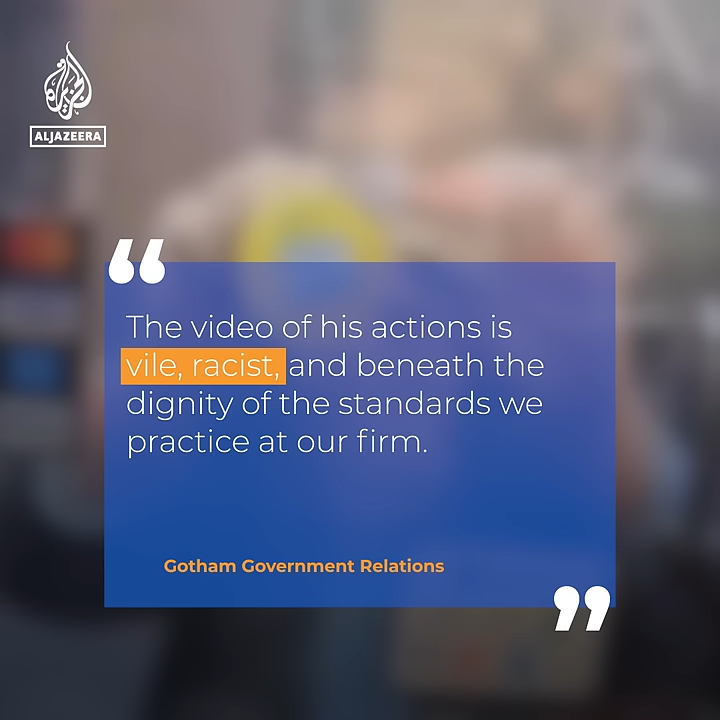 ALJAZEERA
“
The video of his actions is
vile, racist, and beneath the
dignity of the standards we
practice at our firm.
Gotham Government Relations
”